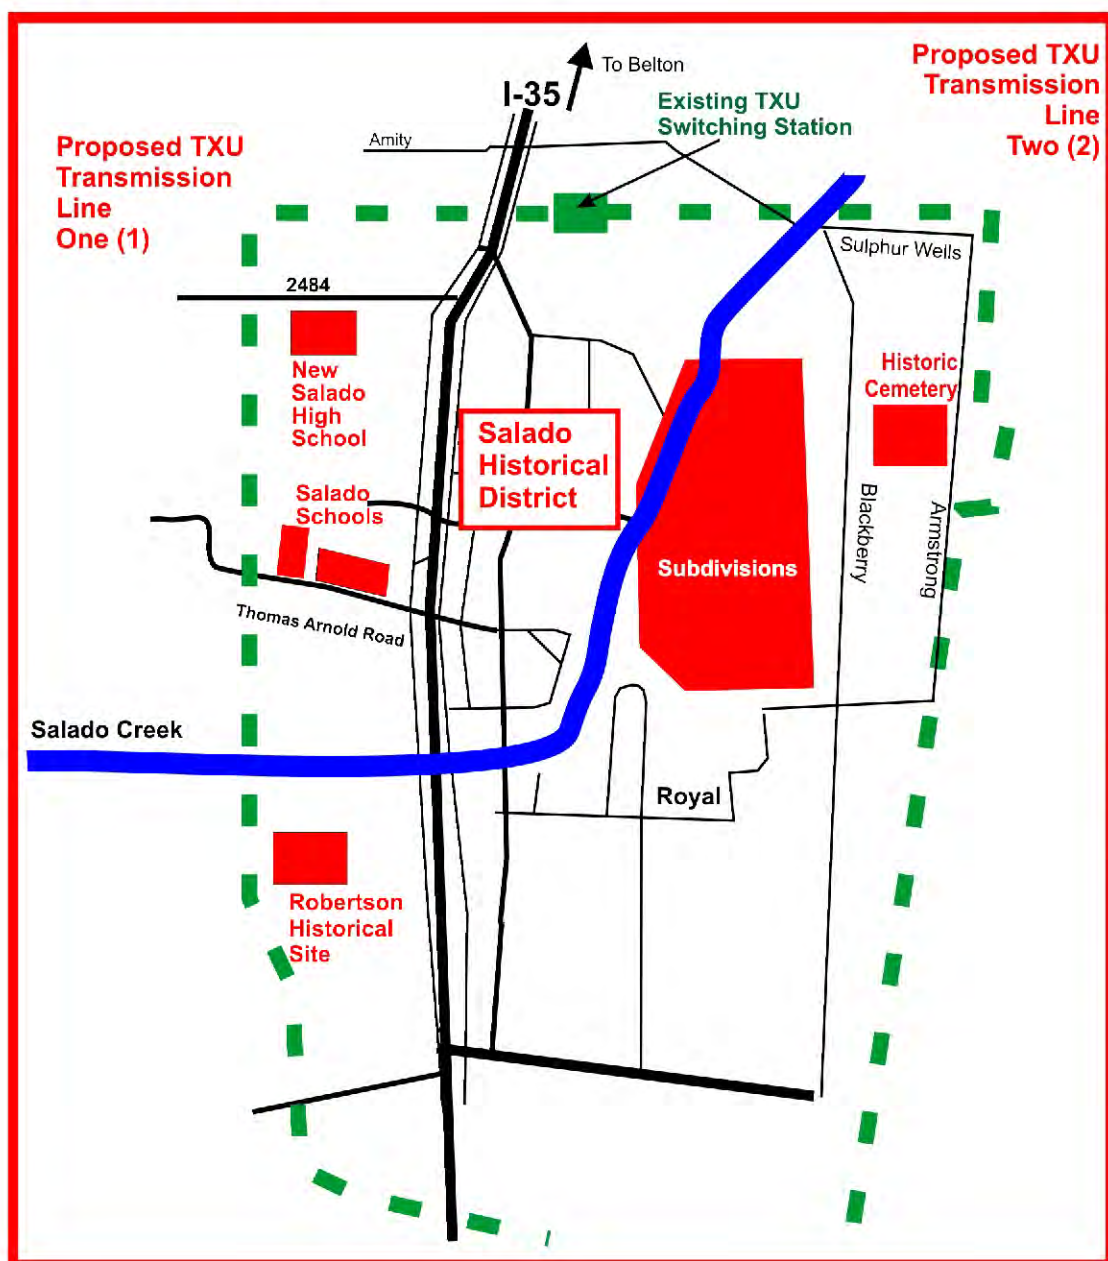 I-35
To Belton
Proposed TXU
Transmission
Line
Two (2)
Existing TXU
Switching Station
Amity
Proposed TXU
Transmission
Line
One (1)
Sulphur Wells
2484
New
Salado
High
School
Historic
Cemetery
Salado
Historical
District
Salado
Schools
Blackberry
Armstrong
Subdivisions
Thomas Arnold Road
Salado Creek
Royal
Robertson
Historical
Site